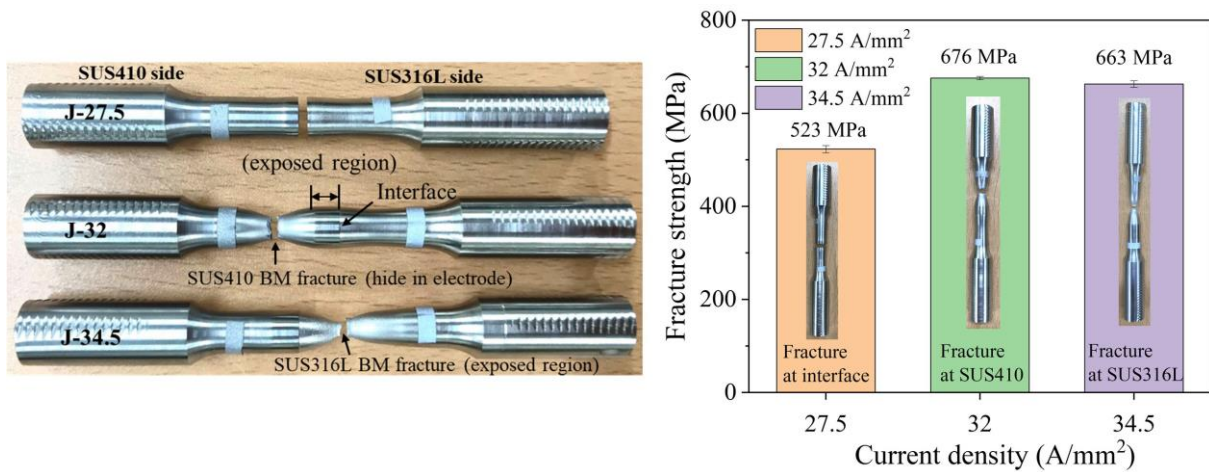 SUS410 side
SUS316L side
J-27.5
(exposed region)
Interface
J-32
SUS410 BM fracture (hide in electrode)
J-34.5
SUS316L BM fracture (exposed region)
800
600
400
200
0
Fracture strength (MPa)
27.5 A/mm²
32 A/mm²
34.5 A/mm²
523 MPa
676 MPa
663 MPa
Fracture
at interface
Fracture
at SUS410
Fracture
at SUS316L
27.5
32
34.5
Current density (A/mm²)